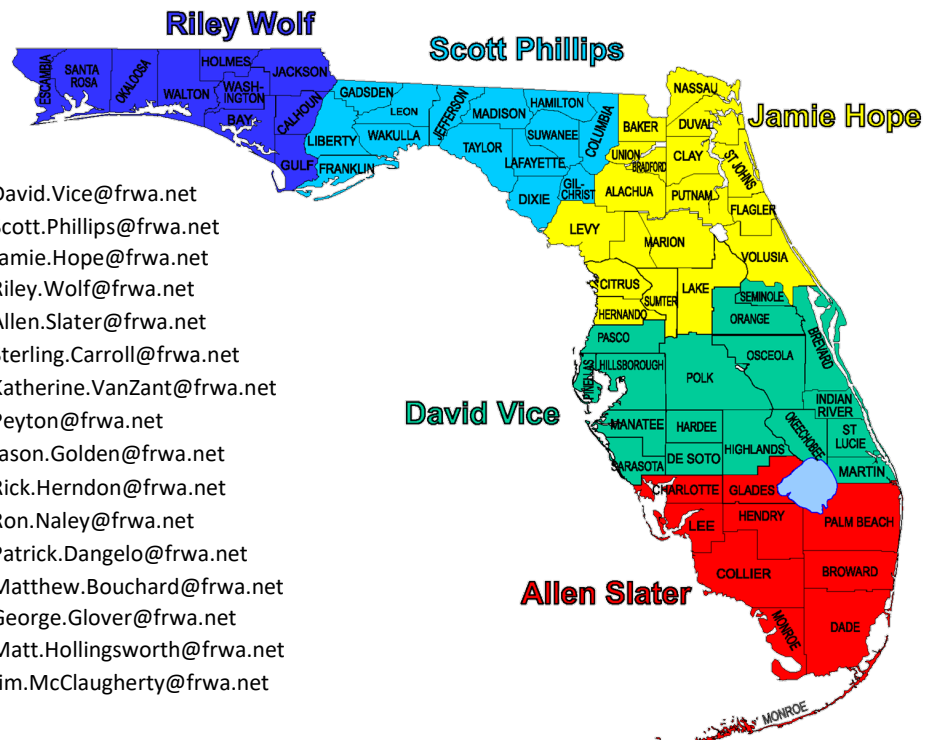 Riley Wolf
Scott Phillips
Jamie Hope
David Vice
Allen Slater
David.Vice@frwa.net
Scott.Phillips@frwa.net
Jamie.Hope@frwa.net
Riley.Wolf@frwa.net
Allen.Slater@frwa.net
Sterling.Carroll@frwa.net
Katherine.VanZant@frwa.net
Peyton@frwa.net
ason.Golden@frwa.net
Rick.Herndon@frwa.net
Ron.Naley@frwa.net
Patrick.Dangelo@frwa.net
Matthew.Bouchard@frwa.net
George.Glover@frwa.net
Matt.Hollingsworth@frwa.net
im.McClaugherty@frwa.net
ESCAMBIA
SANTA
ROSA
OKALOOSA
WALTON
HOLMES
WASH-
INGTON
JACKSON
BAY
CALHOUN
GULF
GADSDEN
LIBERTY
FRANKLIN
LEON
WAKULLA
JEFFERSON
MADISON
TAYLOR
HAMILTON
SUWANEE
LAFAYETTE
COLUMBIA
DIXIE
GIL-
CHRIST
NASSAU
BAKER
DUVAL
UNION
BRADFORD
CLAY
ST JOHNS
ALACHUA
PUTNAM
FLAGLER
LEVY
MARION
VOLUSIA
CITRUS
SUMTER
LAKE
HERNANDO
SEMINOLE
ORANGE
PASCO
BREVARD
OSCEOLA
HILLSBOROUGH
PINELLAS
POLK
INDIAN
RIVER
MANATEE
HARDEE
HIGHLANDS
OKEECHOBEE
ST
LUCIE
SARASOTA
DE SOTO
MARTIN
CHARLOTTE
GLADES
LEE
HENDRY
PALM BEACH
COLLIER
BROWARD
MONROE
DADE
MONROE